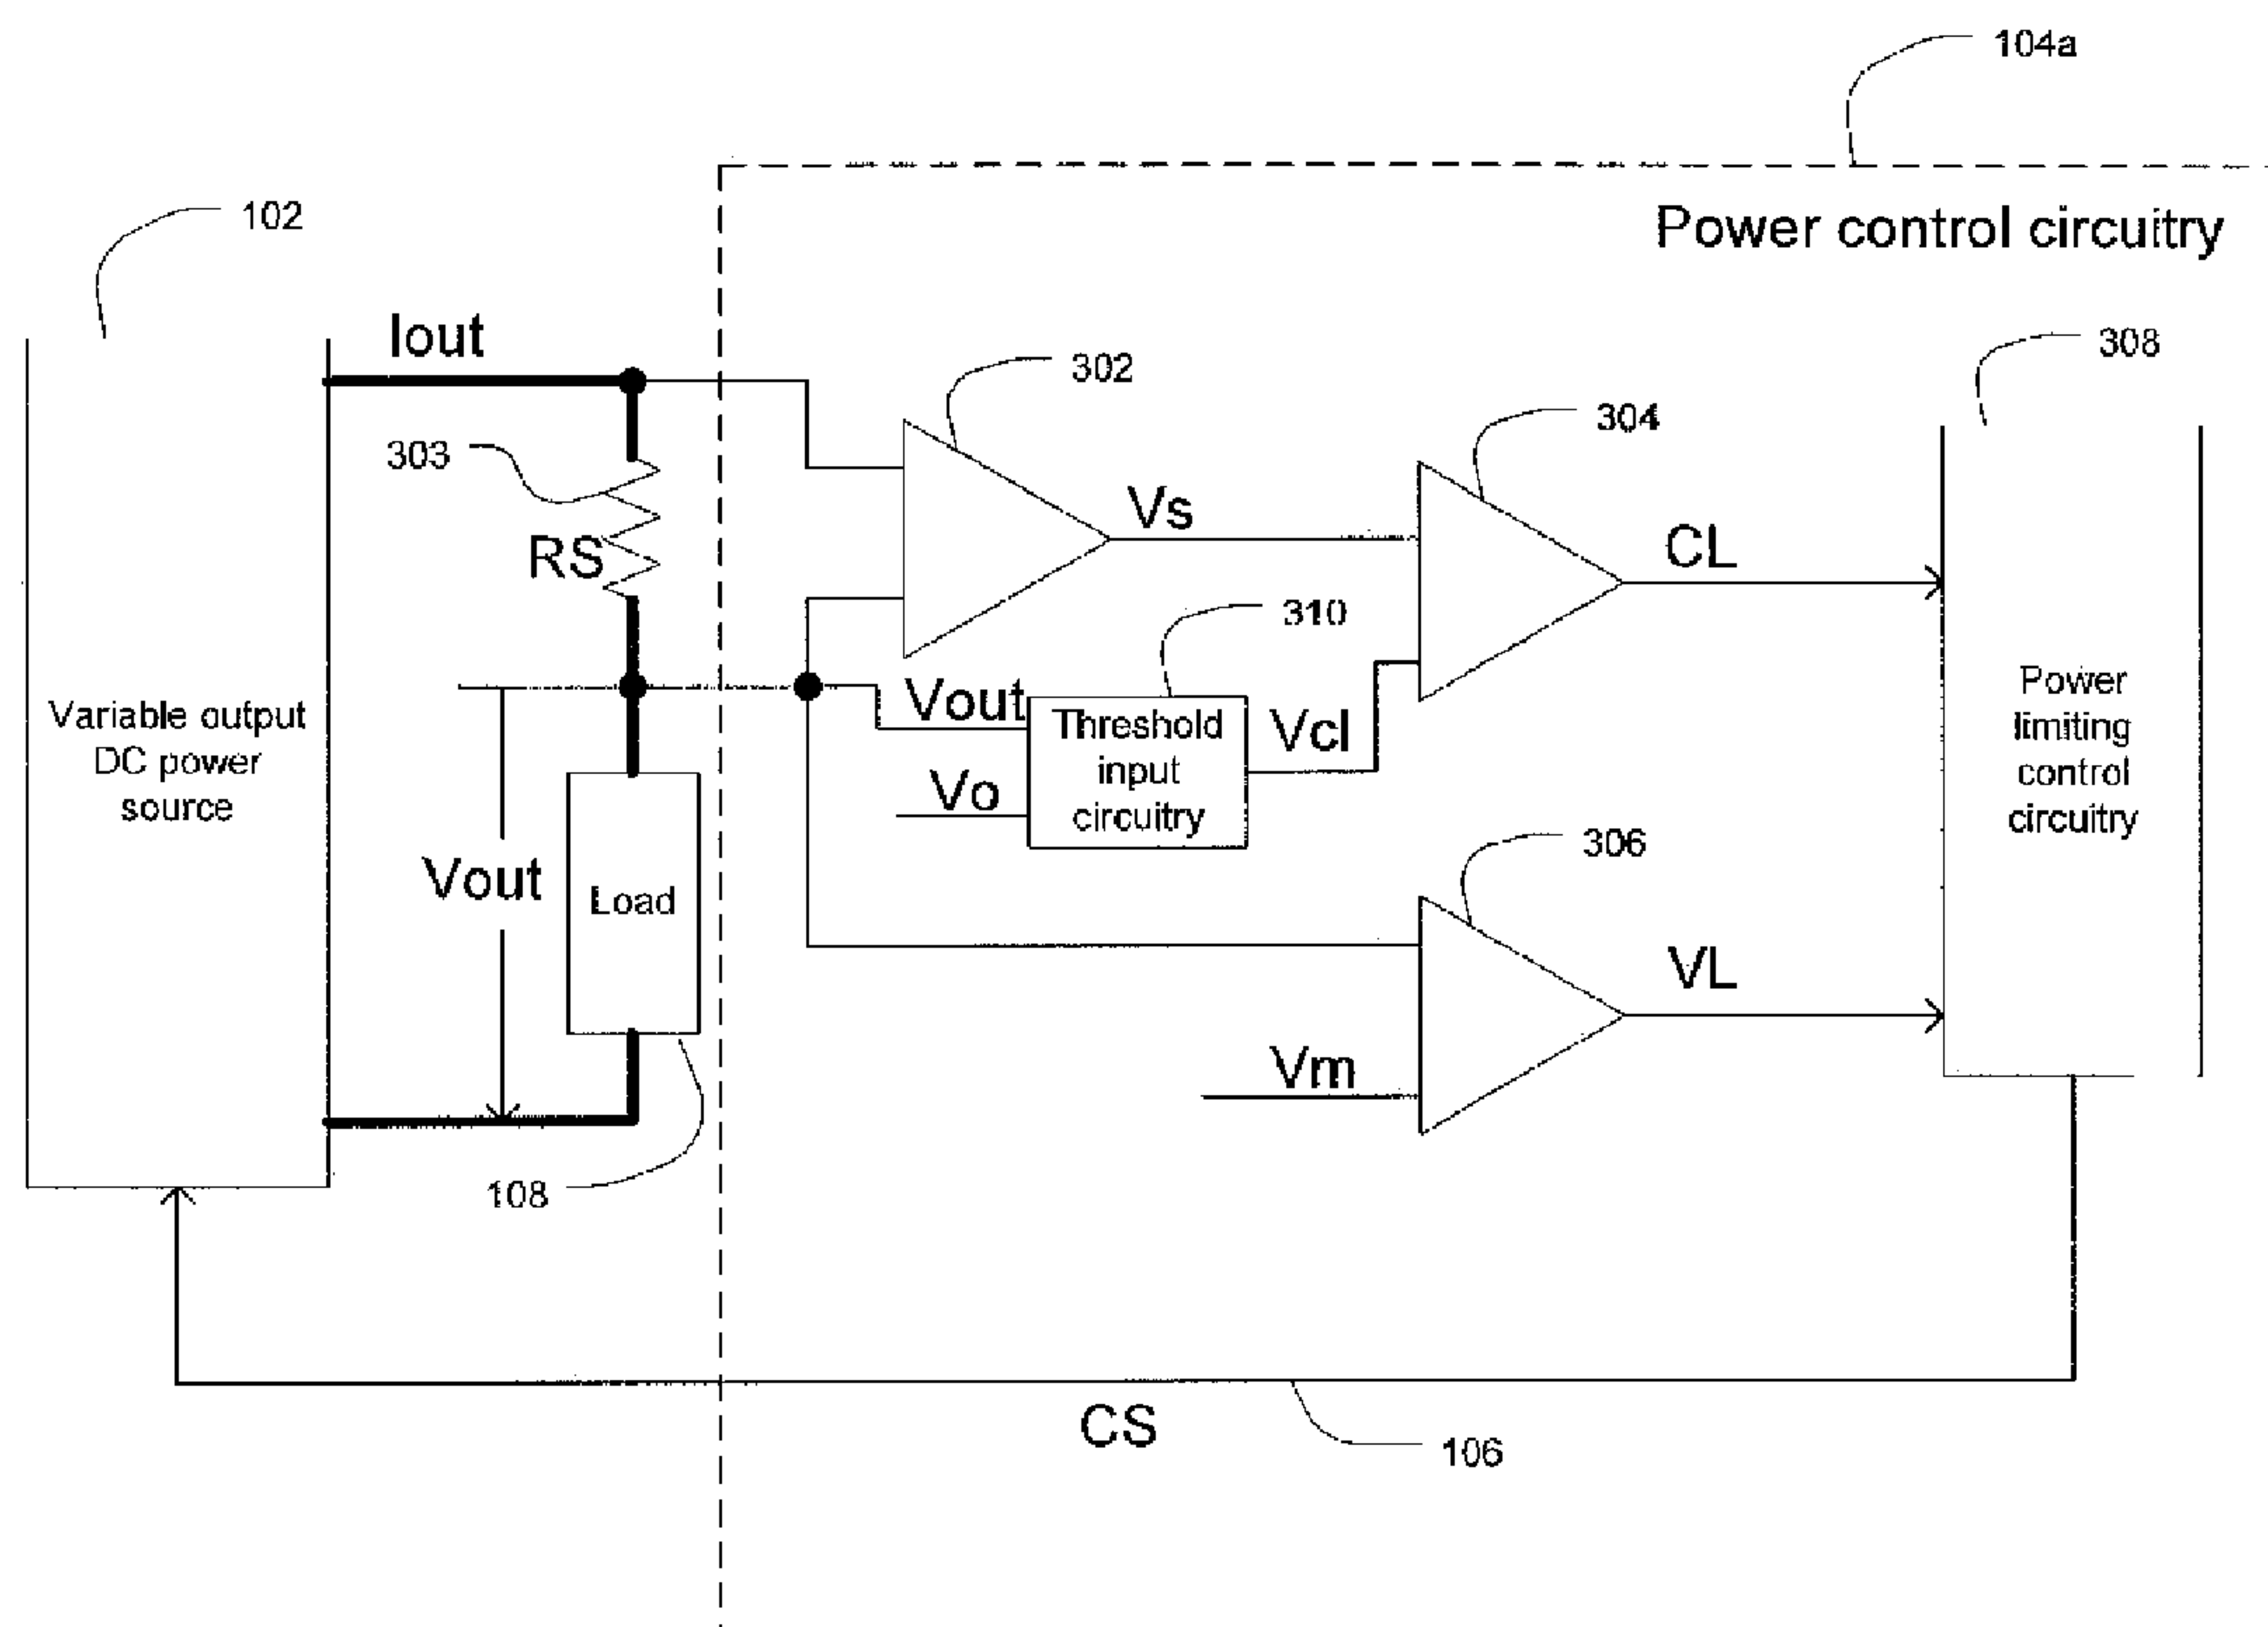 104a
102
Power control circuitry
Iout
308
302
304
303
Vs
RS
CL
310
Vout
Threshold
input
circuitry
Vcl
Vo
Variable output
DC power
source
Power
limiting
control
circuitry
306
Vout
Load
VL
Vm
108
CS
106